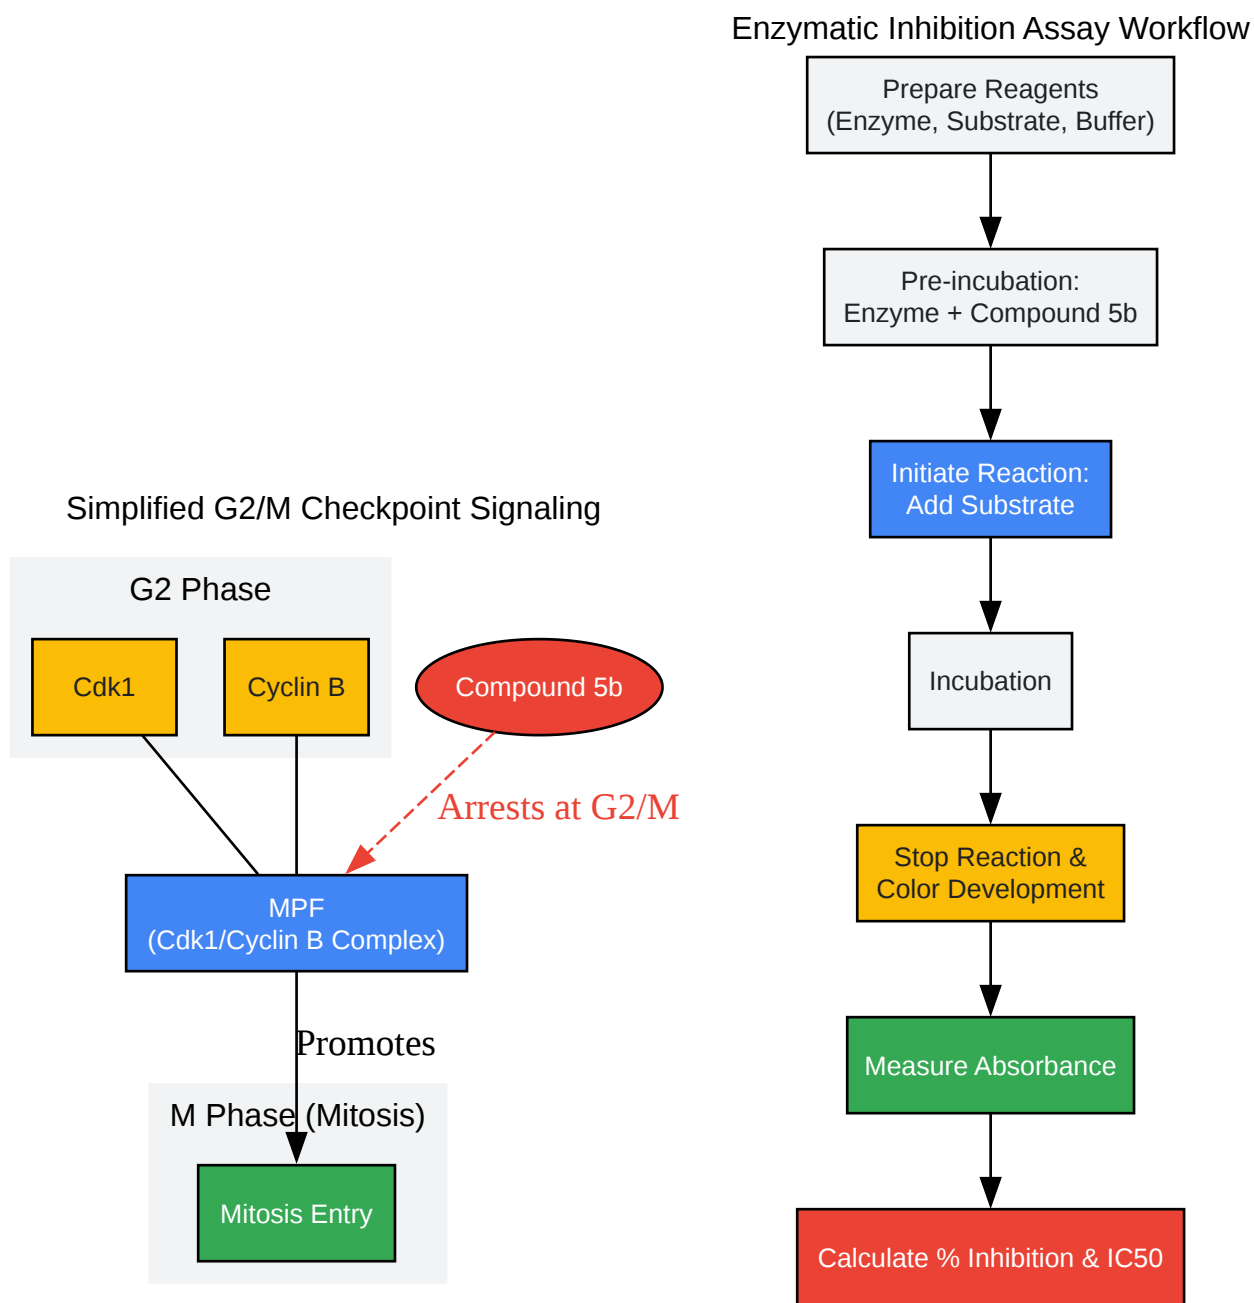 Enzymatic Inhibition Assay Workflow
Prepare Reagents
(Enzyme, Substrate, Buffer)
Pre-incubation:
Enzyme + Compound 5b
Initiate Reaction:
Add Substrate
Incubation
Stop Reaction &
Color Development
Measure Absorbance
Calculate % Inhibition & IC50
Simplified G2/M Checkpoint Signaling
G2 Phase
Cdk1
Cyclin B
Compound 5b
Arrests at G2/M
MPF
(Cdk1/Cyclin B Complex)
Promotes
M Phase (Mitosis)
Mitosis Entry